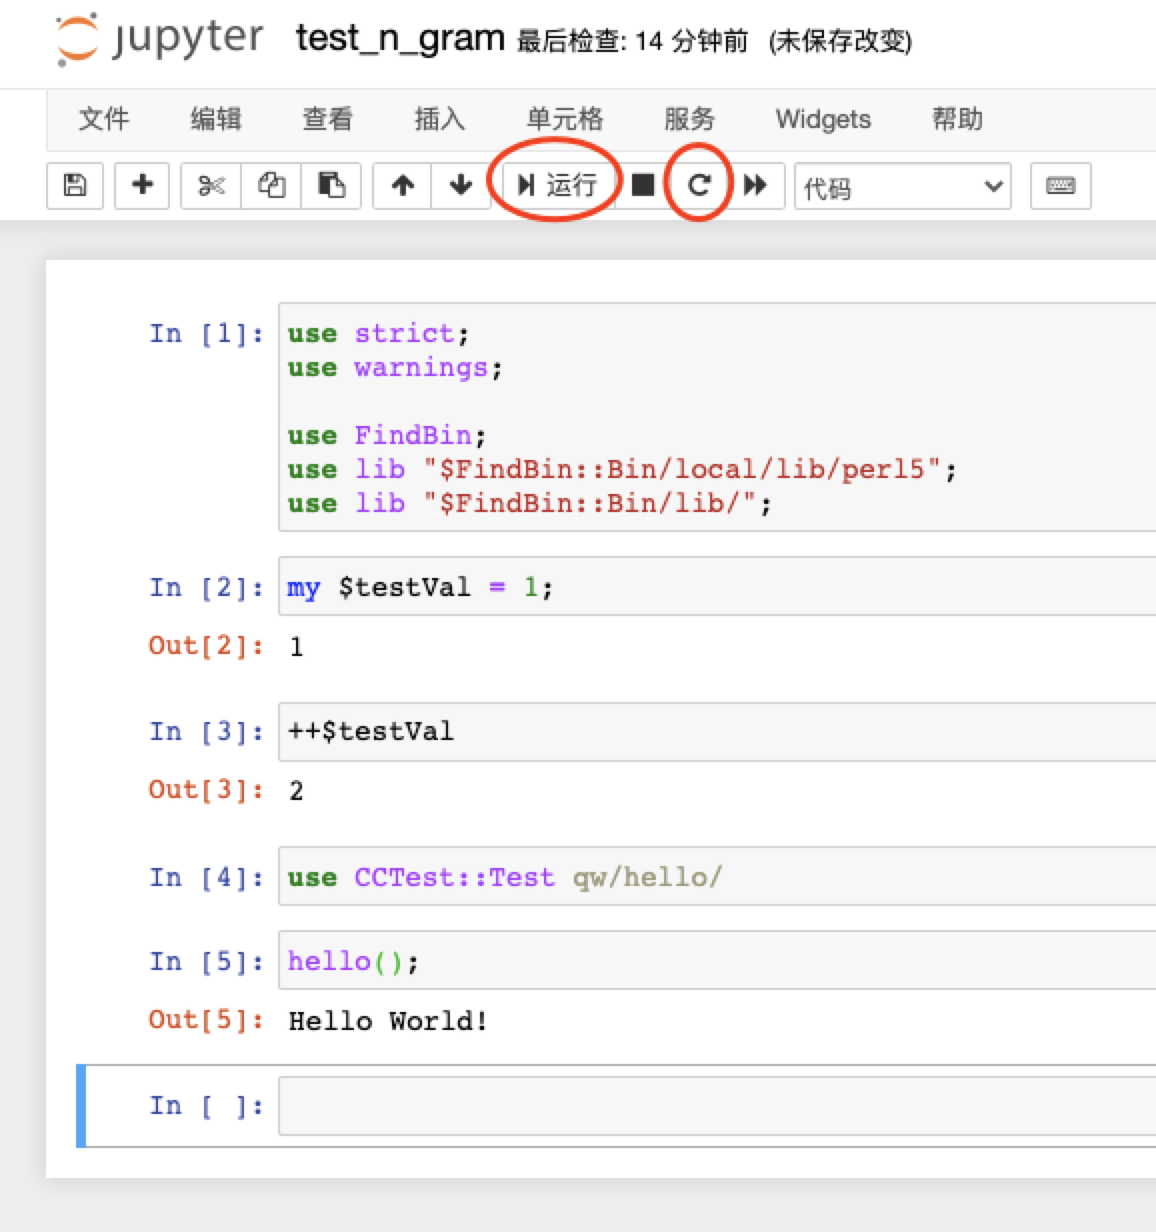 jupyter test_n_gram 最后检查: 14 分钟前 (未保存改变)
文件 编辑 查看 插入 单元格 服务 Widgets 帮助
运行 代码
In [1]: use strict;
use warnings;
use FindBin;
use lib "$FindBin::Bin/local/lib/perl5";
use lib "$FindBin::Bin/lib/";
In [2]: my $testVal = 1;
Out[2]: 1
In [3]: ++$testVal
Out[3]: 2
In [4]: use CCTest::Test qw/hello/
In [5]: hello();
Out[5]: Hello World!
In [ ]: